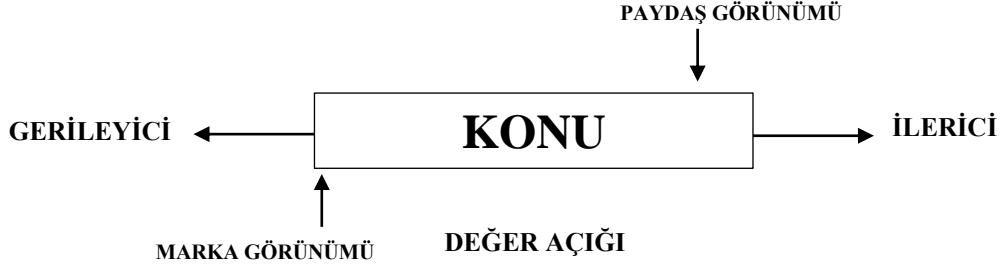 PAYDAŞ GÖRÜNÜMÜ
GERİLEYİCİ
KONU
İLERİCİ
MARKA GÖRÜNÜMÜ
DEĞER AÇIĞI